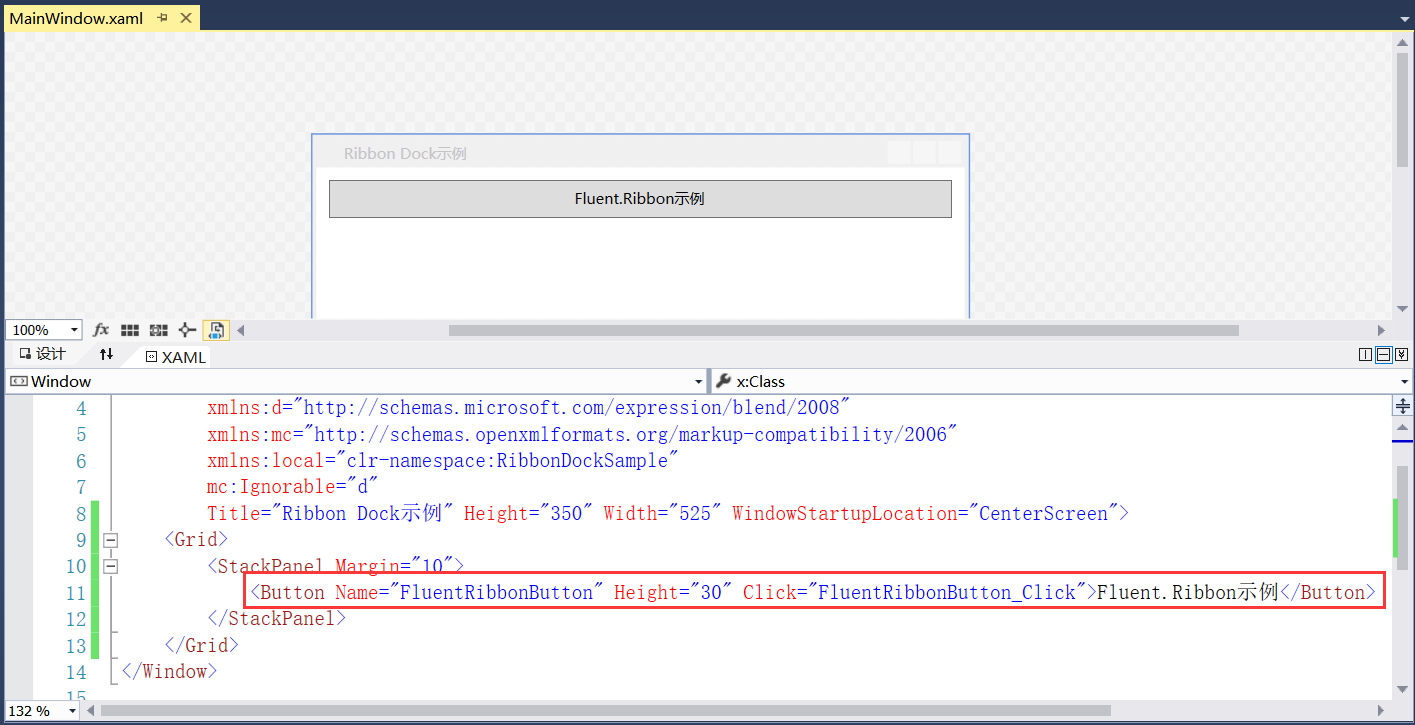 MainWindow.xaml
Ribbon Dock示例
Fluent.Ribbon示例
100%
fx
设计
XAML
Window
x:Class
4 xmlns:d="http://schemas.microsoft.com/expression/blend/2008"
5 xmlns:mc="http://schemas.openxmlformats.org/markup-compatibility/2006"
6 xmlns:local="clr-namespace:RibbonDockSample"
7 mc:Ignorable="d"
8 Title="Ribbon Dock示例" Height="350" Width="525" WindowStartupLocation="CenterScreen">
9 <Grid>
10 <StackPanel Margin="10">
11 <Button Name="FluentRibbonButton" Height="30" Click="FluentRibbonButton_Click">Fluent.Ribbon示例</Button>
12 </StackPanel>
13 </Grid>
14 </Window>
15
132 %